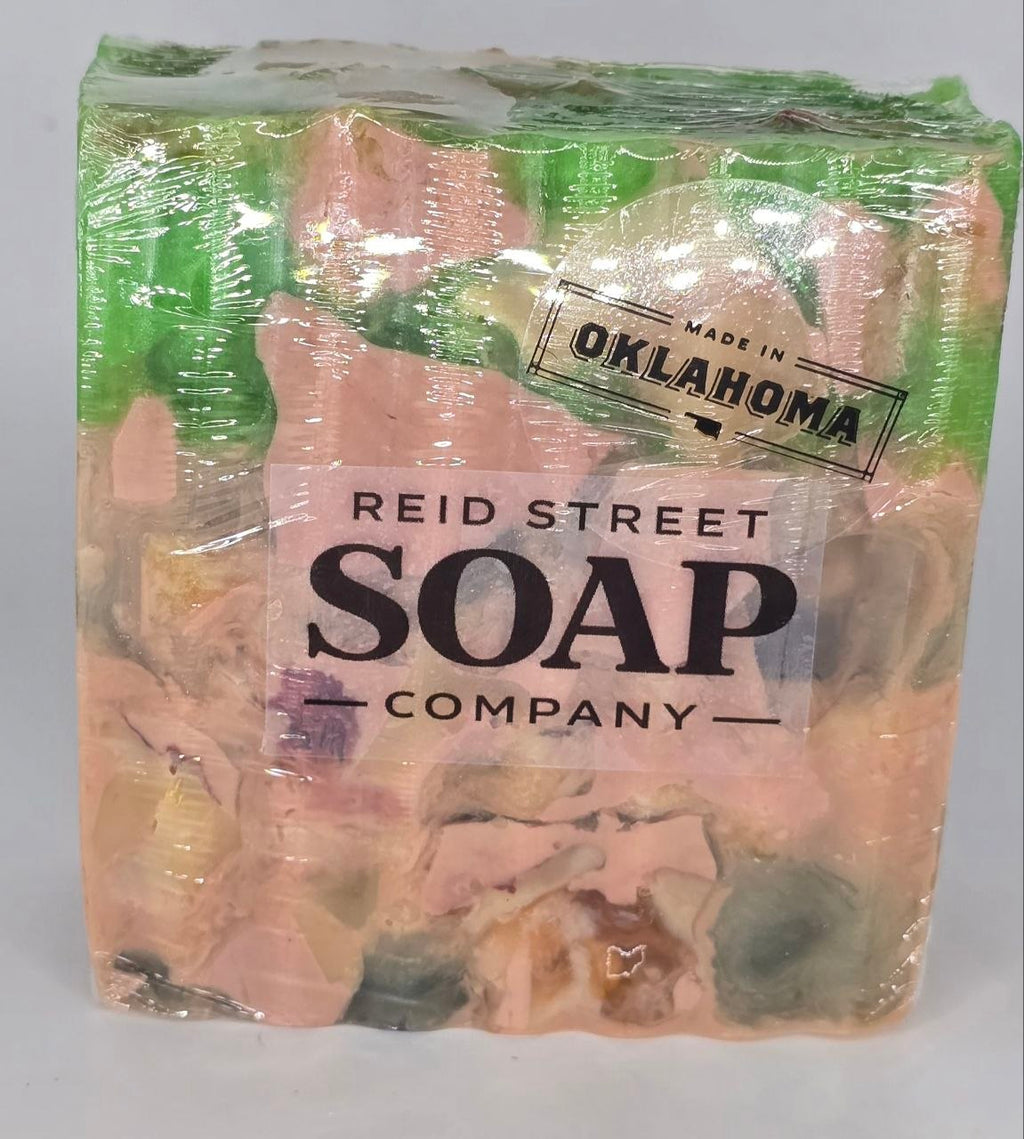 MADE IN
OKLAHOMA
REID STREET
SOAP
COMPANY